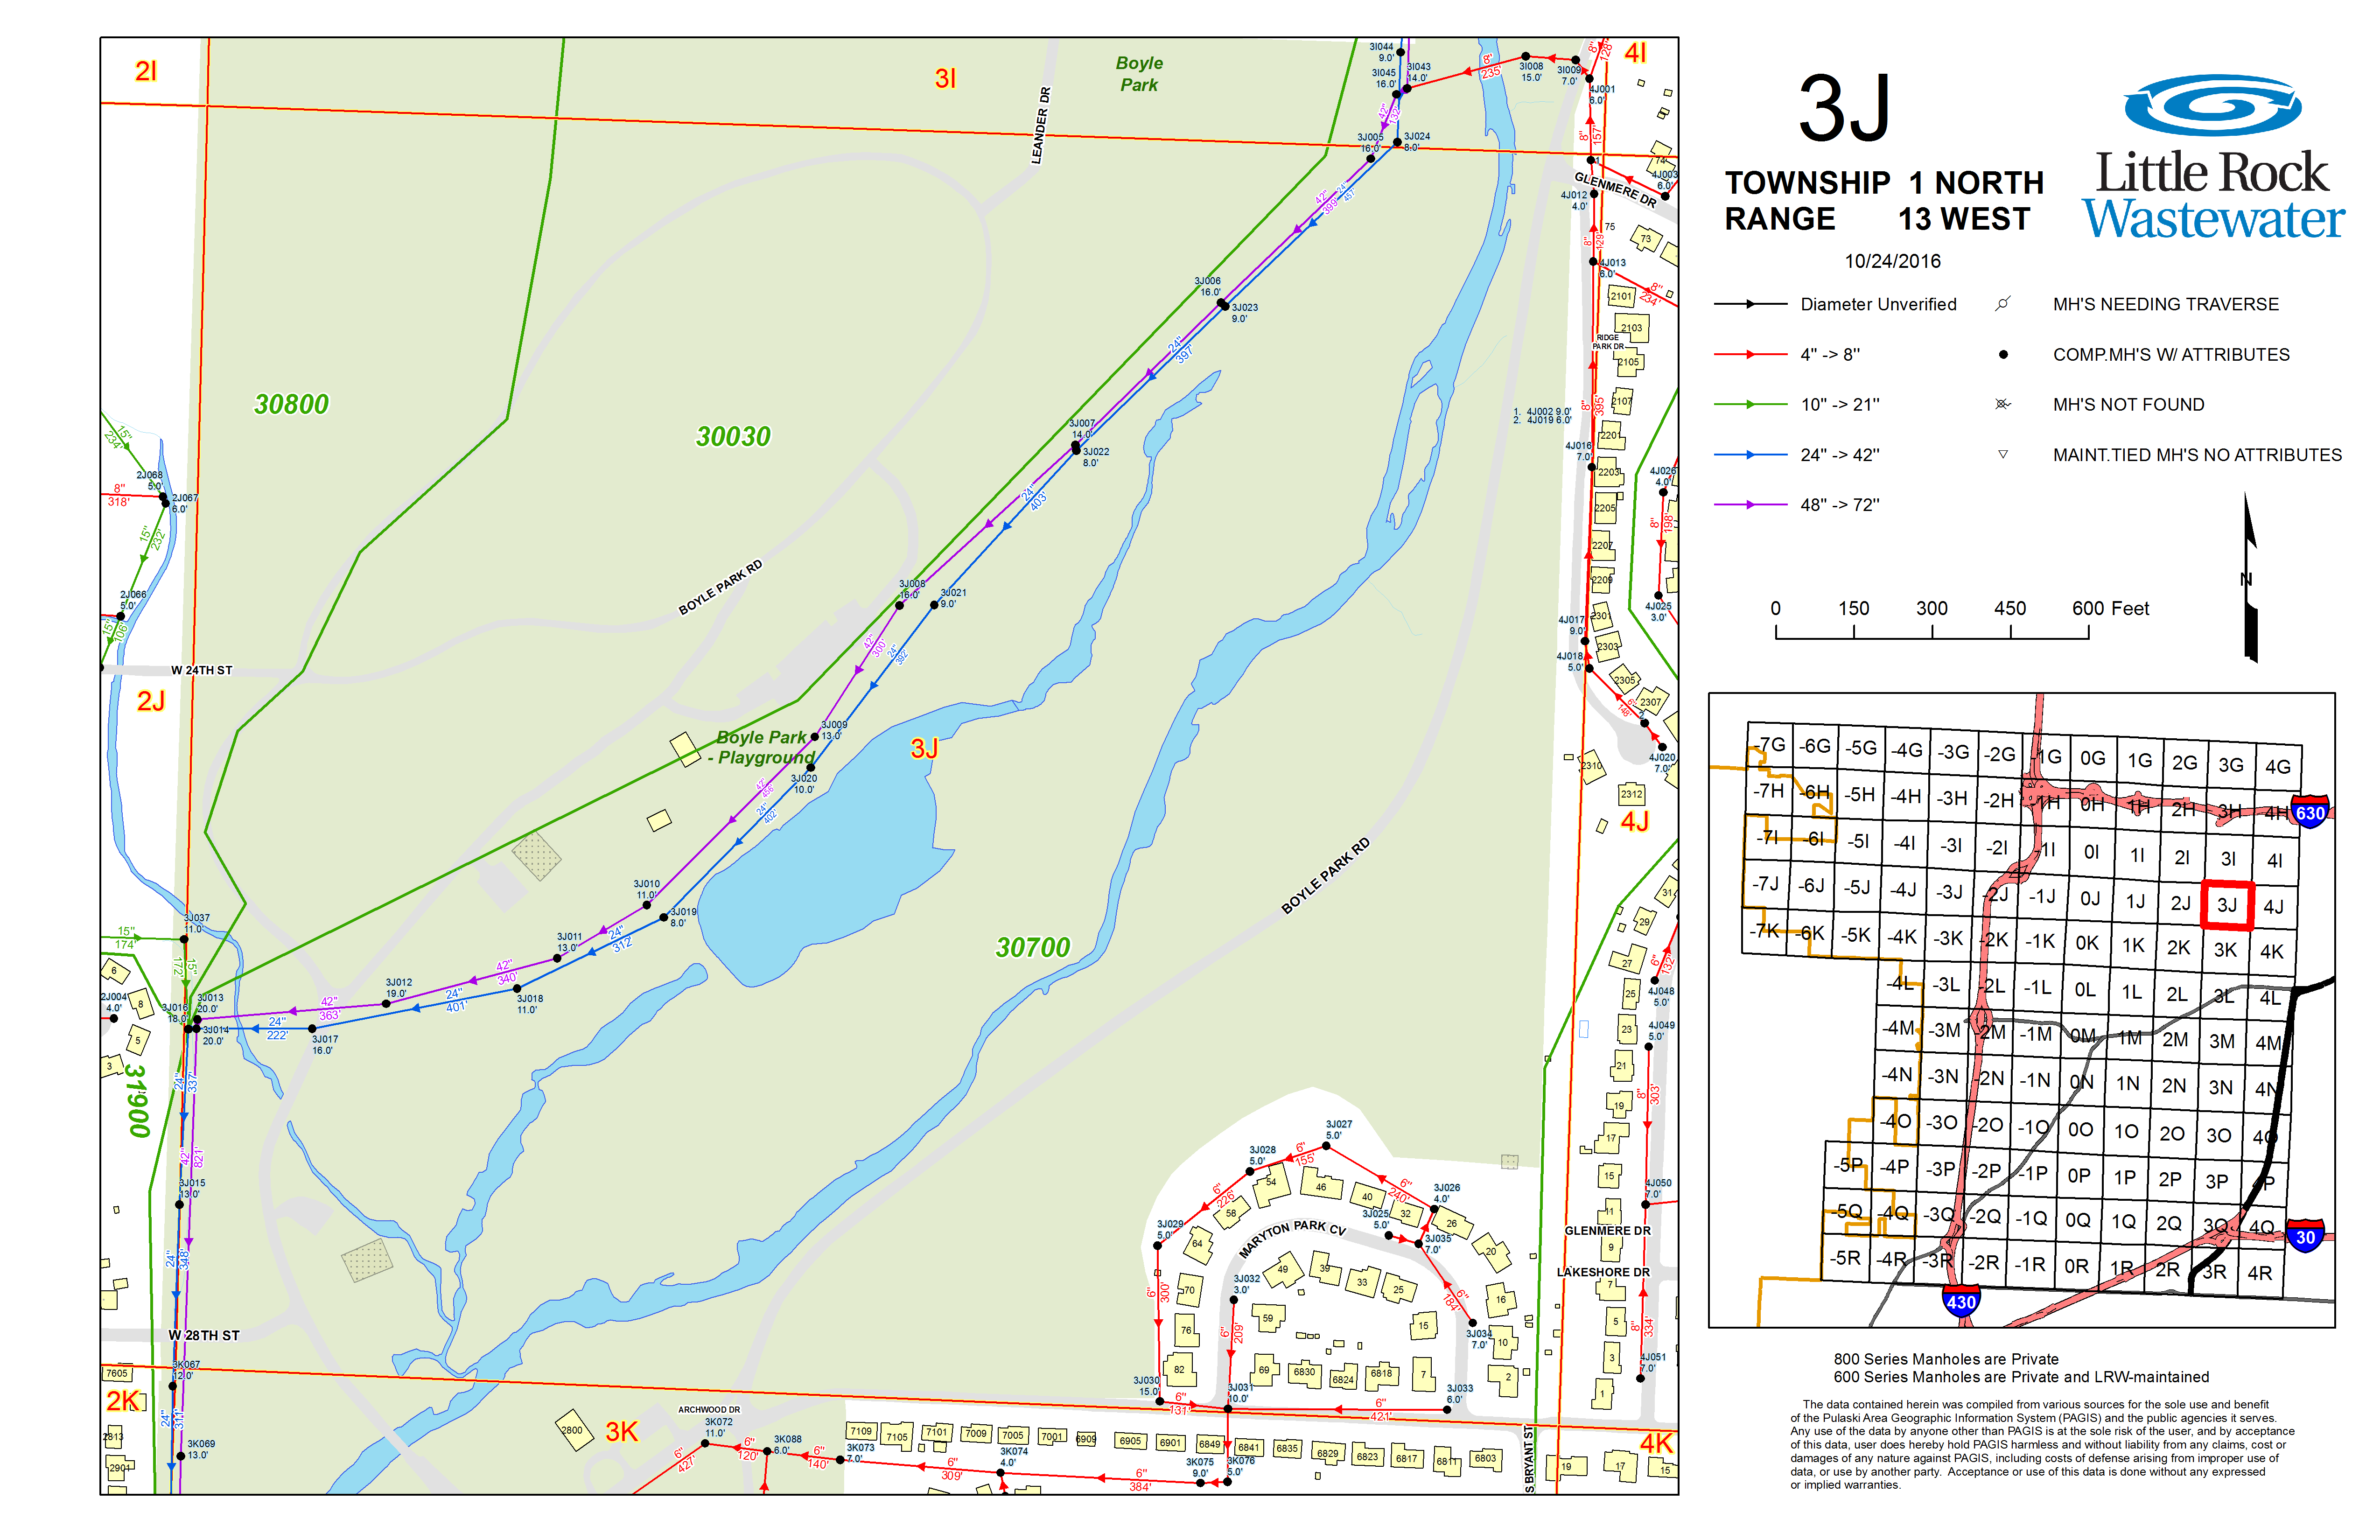 2I
3I
4I
Boyle
Park
LEANDER DR
3I044
9.0'
3I045
16.0'
3I043
14.0'
8"
235'
3I008
15.0'
3I009
7.0'
8"
128'
4J001
6.0'
42"
132'
3J005
16.0'
3J024
8.0'
8"
157'
74
4J003
6.0'
GLENMERE DR
4J012
4.0'
42"
399'
24"
457'
75
73
8"
129'
4J013
6.0'
8"
234'
3J006
16.0'
3J023
9.0'
2101
2103
RIDGE
PARK DR
2105
24"
397'
30800
30030
2107
8"
395'
1. 4J002 9.0'
2. 4J019 6.0'
15"
234'
3J007
14.0'
3J022
8.0'
2201
4J016
7.0'
2203
4J026
4.0'
2J068
5.0'
8"
318'
2J067
6.0'
24"
403'
2205
8"
198'
15"
232'
2207
BOYLE PARK RD
2209
2J066
5.0'
3J008
16.0'
3J021
9.0'
4J025
3.0'
15"
106'
2301
4J017
9.0'
42"
300'
24"
392'
2303
4J018
5.0'
W 24TH ST
2305
2307
6"
148'
2
2J
3J009
13.0'
Boyle Park
- Playground
3J
4J020
7.0'
2310
3J020
10.0'
2312
42"
24"
402'
4J
BOYLE PARK RD
3J010
11.0'
3J019
8.0'
31
29
3J037
11.0'
15"
174'
3J011
13.0'
24"
312'
30700
27
6"
132'
172'
15"
42"
340'
6
25
4J048
5.0'
3J012
19.0'
24"
401'
3J018
11.0'
2J004
4.0'
8
3J016
18.0'
3J013
20.0'
42"
363'
3J014
20.0'
24"
222'
3J017
16.0'
5
23
4J049
5.0'
3
31900
24"
337'
21
8"
303'
19
42"
821'
3J027
5.0'
17
3J028
5.0'
6"
155'
15
3J015
13.0'
54
46
6"
240'
3J026
4.0'
4J050
7.0'
6"
226'
58
40
32
11
3J029
5.0'
64
MARYTON PARK CV
3J025
5.0'
3J035
7.0'
26
20
GLENMERE DR
9
24"
348'
49
39
33
25
LAKESHORE DR
7
6"
300'
70
3J032
3.0'
6"
184'
16
59
15
5
8"
334'
W 28TH ST
76
6"
209'
3J034
7.0'
10
3
4J051
7.0'
3K067
12.0'
7605
82
69
6830
6824
6818
7
2
1
3J030
15.0'
3J031
10.0'
3J033
6.0'
6"
131'
6"
421'
2K
24"
311'
ARCHWOOD DR
3K072
11.0'
2813
2800
3K
3K069
13.0'
3K088
6.0'
6"
427'
6"
120'
6"
140'
3K073
7.0'
7109
7105
7101
7009
7005
7001
6909
6905
6901
6849
6841
6835
6829
6823
6817
6811
6803
S BRYANT ST
4K
19
17
15
2901
6"
309'
3K074
4.0'
6"
384'
3K075
9.0'
3K076
5.0'
3J
TOWNSHIP 1 NORTH
RANGE 13 WEST
10/24/2016
Little Rock
Wastewater
Diameter Unverified
4" -> 8"
10" -> 21"
24" -> 42"
48" -> 72"
MH'S NEEDING TRAVERSE
COMP.MH'S W/ ATTRIBUTES
MH'S NOT FOUND
MAINT.TIED MH'S NO ATTRIBUTES
N
0 150 300 450 600 Feet
-7G -6G -5G -4G -3G -2G -1G 0G 1G 2G 3G 4G
-7H -6H -5H -4H -3H -2H -1H 0H 1H 2H 3H 4H
630
-7I -6I -5I -4I -3I -2I -1I 0I 1I 2I 3I 4I
-7J -6J -5J -4J -3J -2J -1J 0J 1J 2J 3J 4J
-7K -6K -5K -4K -3K -2K -1K 0K 1K 2K 3K 4K
-4L -3L -2L -1L 0L 1L 2L 3L 4L
-4M -3M -2M -1M 0M 1M 2M 3M 4M
-4N -3N -2N -1N 0N 1N 2N 3N 4N
-4O -3O -2O -1O 0O 1O 2O 3O 4O
-5P -4P -3P -2P -1P 0P 1P 2P 3P 4P
-5Q -4Q -3Q -2Q -1Q 0Q 1Q 2Q 3Q 4Q
30
-5R -4R -3R -2R -1R 0R 1R 2R 3R 4R
430
800 Series Manholes are Private
600 Series Manholes are Private and LRW-maintained
The data contained herein was compiled from various sources for the sole use and benefit
of the Pulaski Area Geographic Information System (PAGIS) and the public agencies it serves.
Any use of the data by anyone other than PAGIS is at the sole risk of the user, and by acceptance
of this data, user does hereby hold PAGIS harmless and without liability from any claims, cost or
damages of any nature against PAGIS, including costs of defense arising from improper use of
data, or use by another party. Acceptance or use of this data is done without any expressed
or implied warranties.